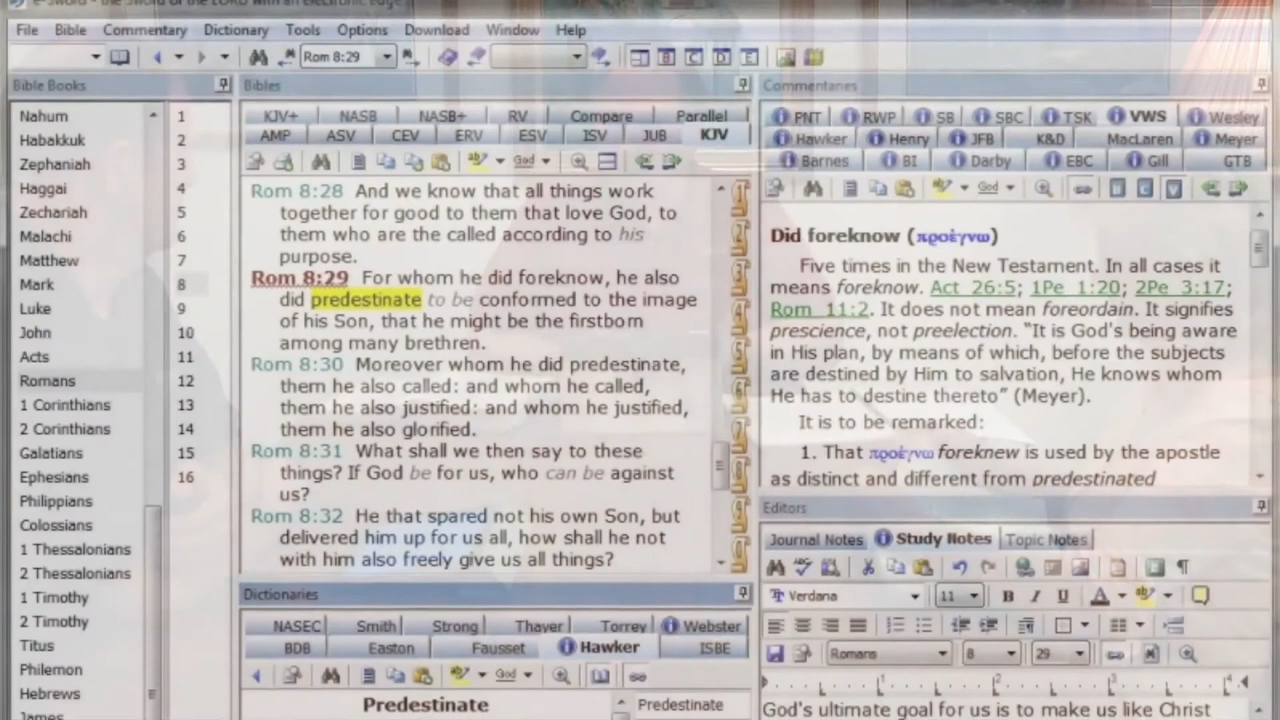 e-Sword - the Sword of the LORD with an electronic edge
File Bible Commentary Dictionary Tools Options Download Window Help
Rom 8:29
Bible Books
Nahum 1
Habakkuk 2
Zephaniah 3
Haggai 4
Zechariah 5
Malachi 6
Matthew 7
Mark 8
Luke 9
John 10
Acts 11
Romans 12
1 Corinthians 13
2 Corinthians 14
Galatians 15
Ephesians 16
Philippians
Colossians
1 Thessalonians
2 Thessalonians
1 Timothy
2 Timothy
Titus
Philemon
Hebrews
James
Bibles
KJV+ NASB NASB+ RV Compare Parallel
AMP ASV CEV ERV ESV ISV JUB KJV
God
Rom 8:28 And we know that all things work
together for good to them that love God, to
them who are the called according to his
purpose.
Rom 8:29 For whom he did foreknow, he also
did predestinate to be conformed to the image
of his Son, that he might be the firstborn
among many brethren.
Rom 8:30 Moreover whom he did predestinate,
them he also called: and whom he called,
them he also justified: and whom he justified,
them he also glorified.
Rom 8:31 What shall we then say to these
things? If God be for us, who can be against
us?
Rom 8:32 He that spared not his own Son, but
delivered him up for us all, how shall he not
with him also freely give us all things?
Dictionaries
NASEC Smith Strong Thayer Torrey Webster
BDB Easton Fausset Hawker ISBE
God
Predestinate
Predestinate
Commentaries
PNT RWP SB SBC TSK VWS Wesley
Hawker Henry JFB K&D MacLaren Meyer
Barnes BI Darby EBC Gill GTB
God
Did foreknow (προέγνω)
Five times in the New Testament. In all cases it
means foreknow. Act 26:5; 1Pe 1:20; 2Pe 3:17;
Rom 11:2. It does not mean foreordain. It signifies
prescience, not preelection. “It is God's being aware
in His plan, by means of which, before the subjects
are destined by Him to salvation, He knows whom
He has to destine thereto” (Meyer).
It is to be remarked:
1. That προέγνω foreknew is used by the apostle
as distinct and different from predestinated
Editors
Journal Notes Study Notes Topic Notes
Verdana 11 B I U A
Romans 8 29
1 2 3 4
God's ultimate goal for us is to make us like Christ